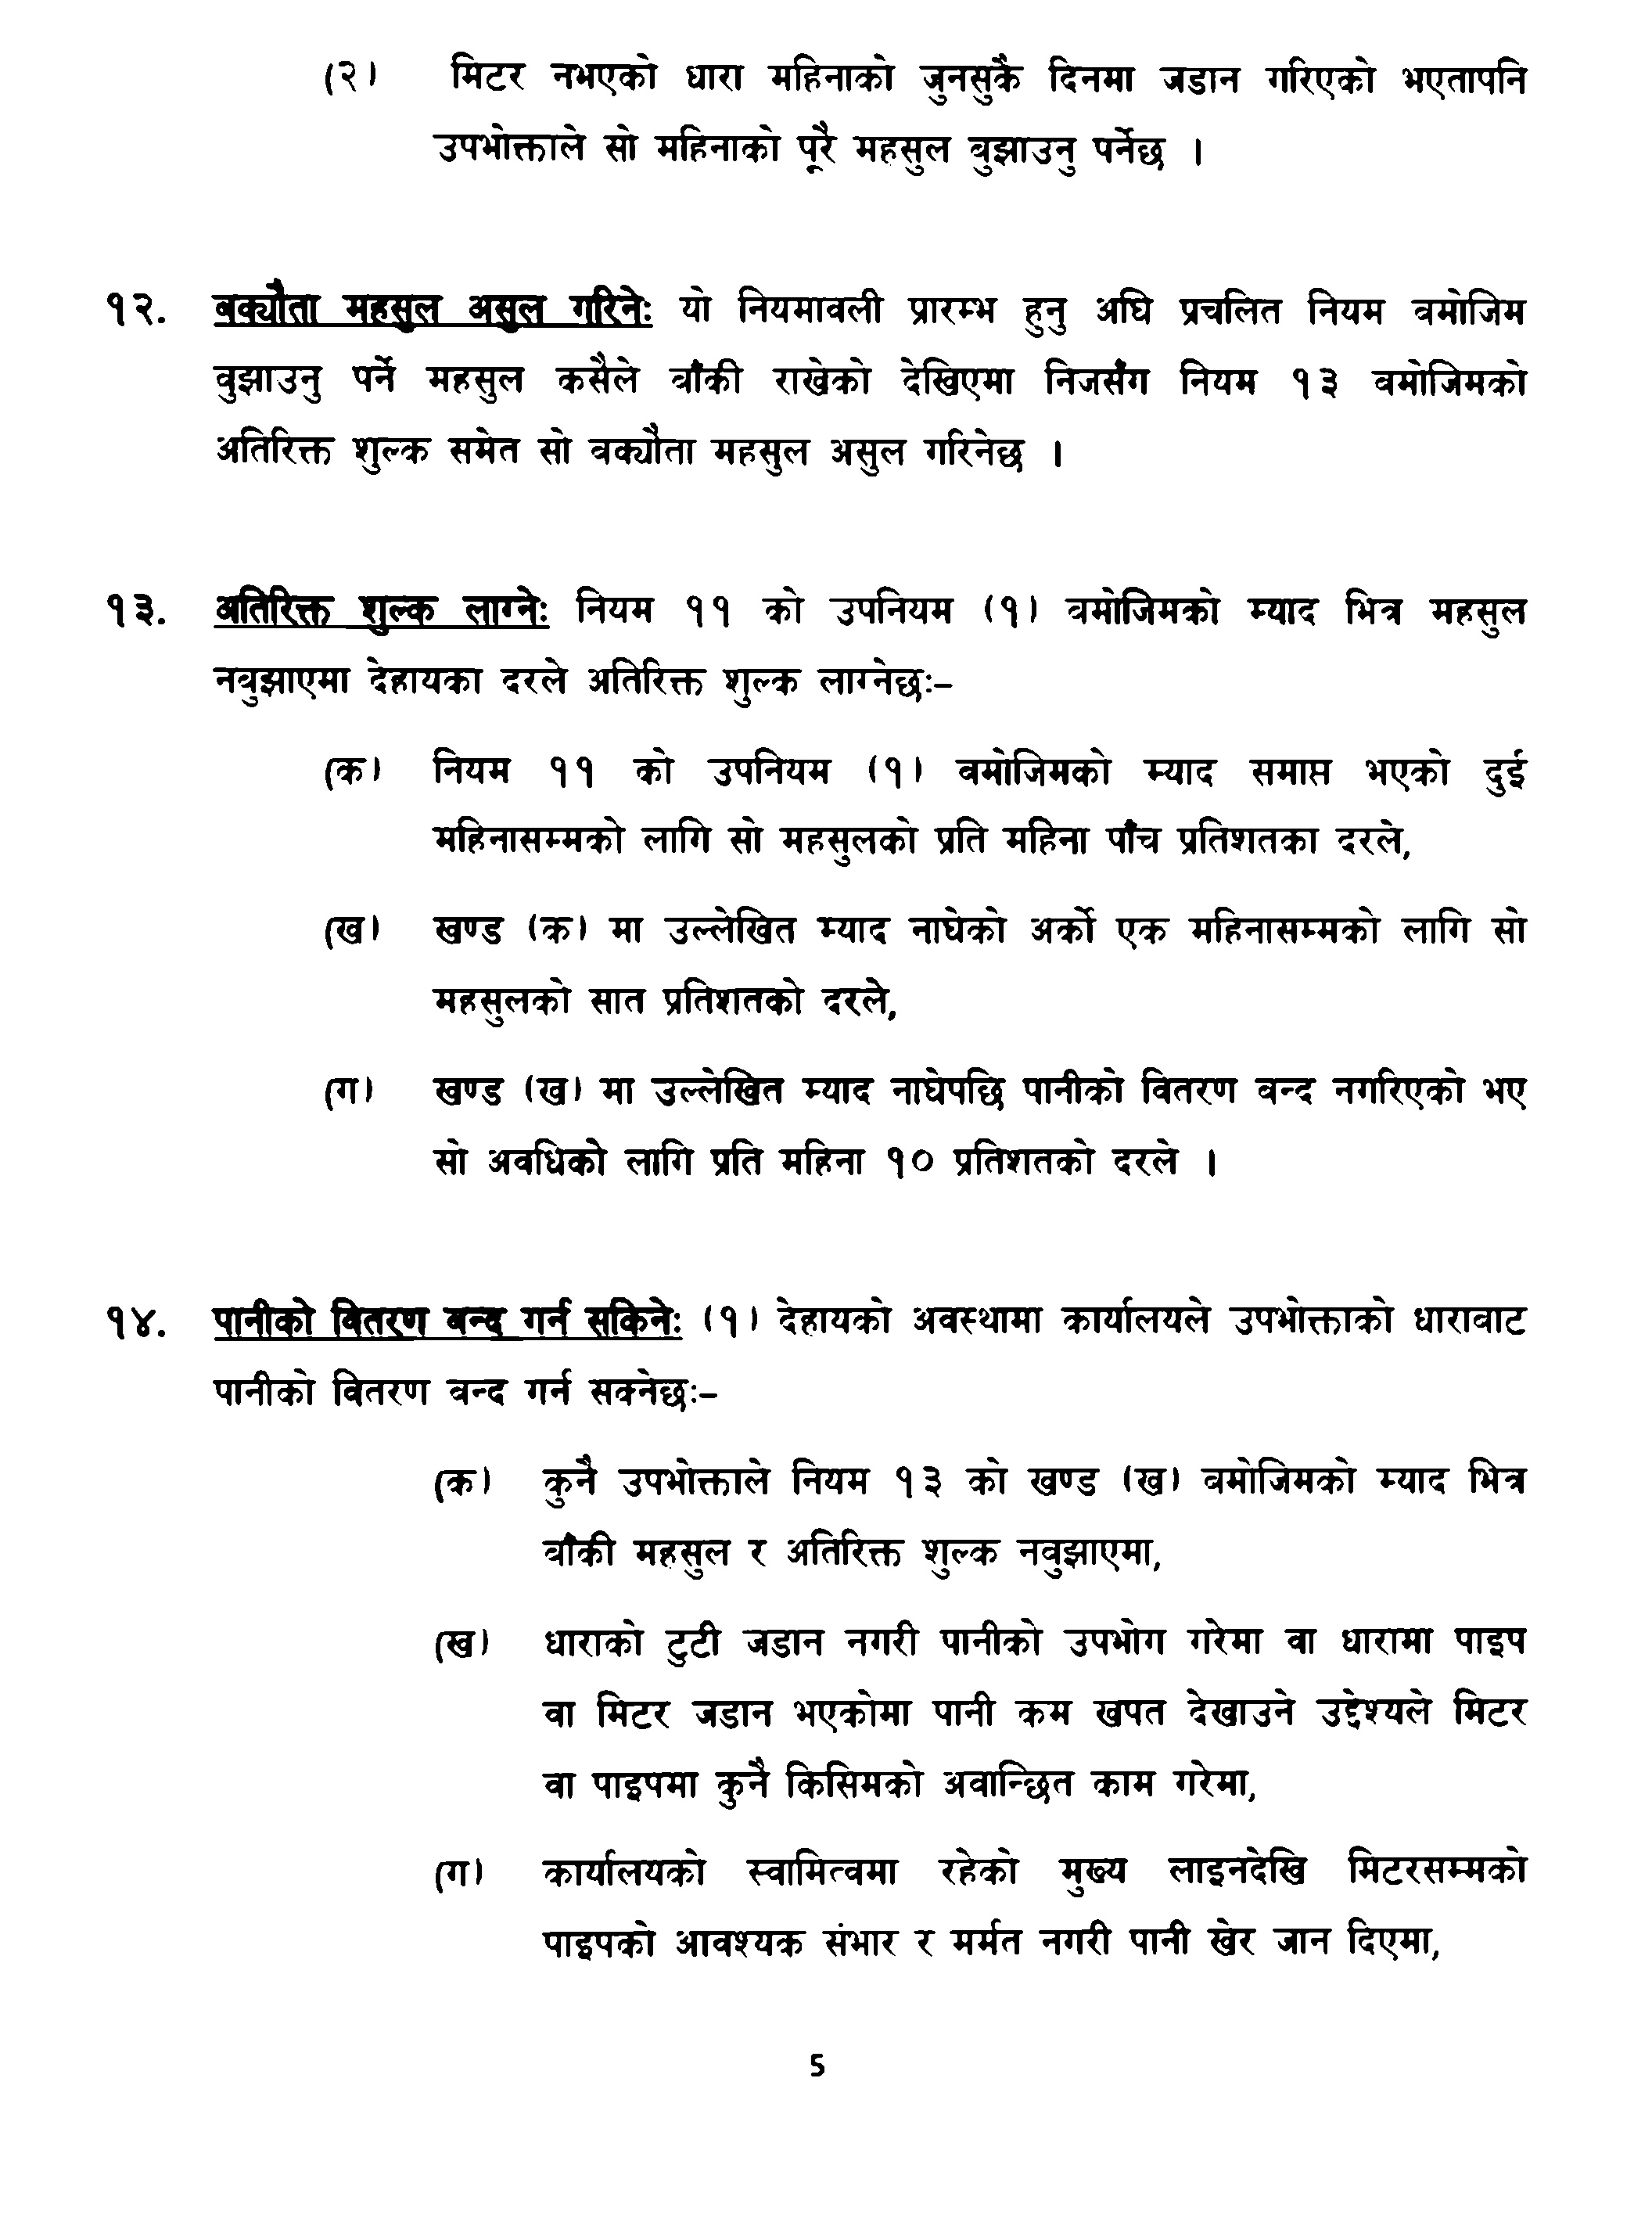 (२) मिटर नभएको धारा महिनाको जुनसुकै दिनमा जडान गरिएको भएतापनि
उपभोक्ताले सो महिनाको पूरै महसुल बुझाउनु पर्नेछ ।
१२. बक्यौता महसुल असुल गरिनेः यो नियमावली प्रारम्भ हुनु अघि प्रचलित नियम बमोजिम
बुझाउनु पर्ने महसुल कसैले बाँकी राखेको देखिएमा निजसँग नियम १३ बमोजिमको
अतिरिक्त शुल्क समेत सो बक्यौता महसुल असुल गरिनेछ ।
१३. अतिरिक्त शुल्क लाग्नेः नियम ११ को उपनियम (१) बमोजिमको म्याद भित्र महसुल
नबुझाएमा देहायका दरले अतिरिक्त शुल्क लाग्नेछः–
(क) नियम ११ को उपनियम (१) बमोजिमको म्याद समाप्त भएको दुई
महिनासम्मको लागि सो महसुलको प्रति महिना पाँच प्रतिशतका दरले,
(ख) खण्ड (क) मा उल्लेखित म्याद नाघेको अर्को एक महिनासम्मको लागि सो
महसुलको सात प्रतिशतको दरले,
(ग) खण्ड (ख) मा उल्लेखित म्याद नाघेपछि पानीको वितरण बन्द नगरिएको भए
सो अवधिको लागि प्रति महिना १० प्रतिशतको दरले ।
१४. पानीको वितरण बन्द गर्न सकिनेः (१) देहायको अवस्थामा कार्यालयले उपभोक्ताको धाराबाट
पानीको वितरण बन्द गर्न सक्नेछः–
(क) कुनै उपभोक्ताले नियम १३ को खण्ड (ख) बमोजिमको म्याद भित्र
बाँकी महसुल र अतिरिक्त शुल्क नबुझाएमा,
(ख) धाराको टुटी जडान नगरी पानीको उपभोग गरेमा वा धारामा पाइप
वा मिटर जडान भएकोमा पानी कम खपत देखाउने उद्देश्यले मिटर
वा पाइपमा कुनै किसिमको अवान्छित काम गरेमा,
(ग) कार्यालयको स्वामित्वमा रहेको मुख्य लाइनदेखि मिटरसम्मको
पाइपको आवश्यक संभार र मर्मत नगरी पानी खेर जान दिएमा,
5